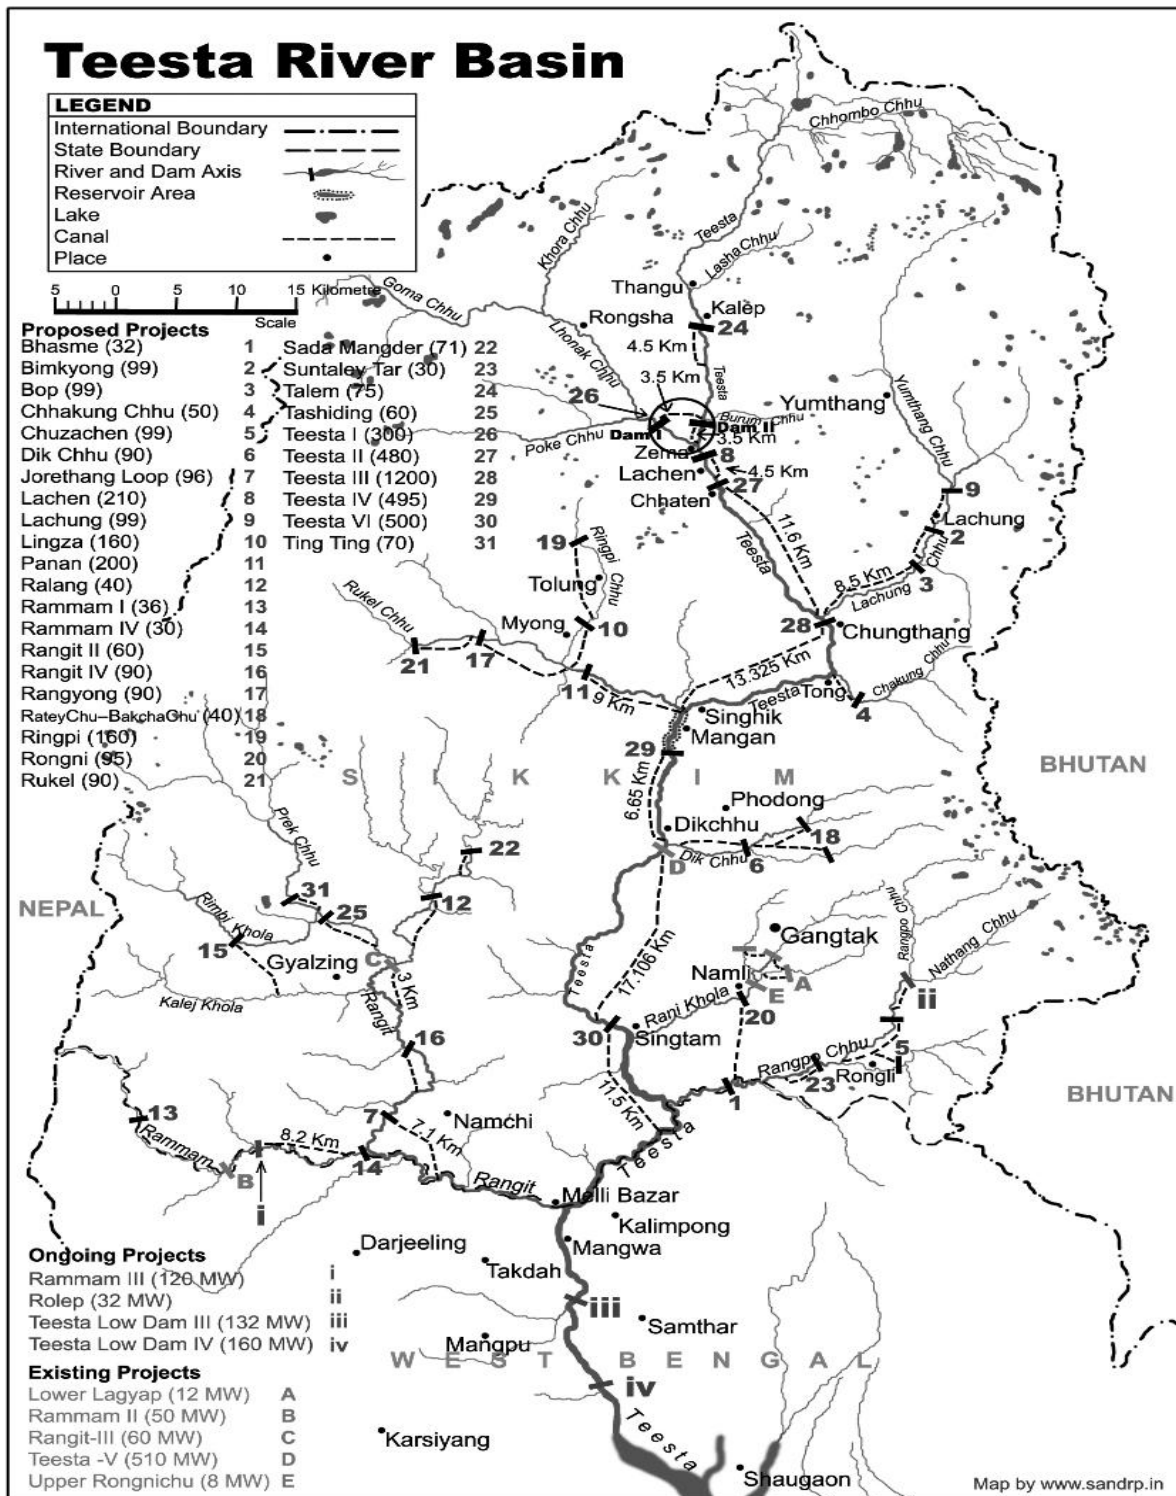 Teesta River Basin
LEGEND
International Boundary
State Boundary
River and Dam Axis
Reservoir Area
Lake
Canal
Place
5 0 5 10 15 Kilometre
Scale
Proposed Projects
Bhasme (32) 1
Bimkyong (99) 2
Bop (99) 3
Chhakung Chhu (50) 4
Chuzachen (99) 5
Dik Chhu (90) 6
Jorethang Loop (96) 7
Lachen (210) 8
Lachung (99) 9
Lingza (160) 10
Panan (200) 11
Ralang (40) 12
Rammam I (36) 13
Rammam IV (30) 14
Rangit II (60) 15
Rangit IV (90) 16
Rangyong (90) 17
RateyChu–BakchaChu (40) 18
Ringpi (160) 19
Rongni (95) 20
Rukel (90) 21
Sada Mangder (71) 22
Suntaley Tar (30) 23
Talem (75) 24
Tashiding (60) 25
Teesta I (300) 26
Teesta II (480) 27
Teesta III (1200) 28
Teesta IV (495) 29
Teesta VI (500) 30
Ting Ting (70) 31
Chhombo Chhu
Khora Chhu
Teesta
Lasha Chhu
Thangu
Goma Chhu
Kalep
Rongsha
24
Lhonak Chhu
4.5 Km
Teesta
3.5 Km
26
Yumthang
Yumthang Chhu
Burum Chhu
Dam I
Dam II
Poke Chhu
3.5 Km
Zema
8
Lachen
4.5 Km
27
Chhaten
9
Lachung
2
19
Ringpi Chhu
Teesta
11.6 Km
Chhu
3
Tolung
8.5 Km
Lachung
Rukel Chhu
Myong
10
28
Chungthang
21
17
11
9 Km
13.325 Km
Chakung Chhu
Teesta
Tong
4
Singhik
Mangan
29
BHUTAN
SIKKIM
6.65 Km
Phodong
Dikchhu
18
Prek Chhu
22
D
Dik Chhu
6
31
25
12
NEPAL
Rimbi Khola
15
Rangpo Chhu
Nathang Chhu
Gangtak
Gyalzing
C
3 Km
Teesta
17.106 Km
Namli
A
E
ii
Kalej Khola
Rangit
Rani Khola
20
30
Singtam
16
Rangpo Chhu
5
Rongli
23
1
BHUTAN
11.5 Km
13
7
Namchi
7.1 Km
8.2 Km
Rammam
B
14
Teesta
i
Rangit
Melli Bazar
Kalimpong
Mangwa
Darjeeling
Takdah
iii
Samthar
Mangpu
WEST BENGAL
iv
Teesta
Karsiyang
Shaugaon
Ongoing Projects
Rammam III (120 MW) i
Rolep (32 MW) ii
Teesta Low Dam III (132 MW) iii
Teesta Low Dam IV (160 MW) iv
Existing Projects
Lower Lagyap (12 MW) A
Rammam II (50 MW) B
Rangit-III (60 MW) C
Teesta -V (510 MW) D
Upper Rongnichu (8 MW) E
Map by www.sandrp.in